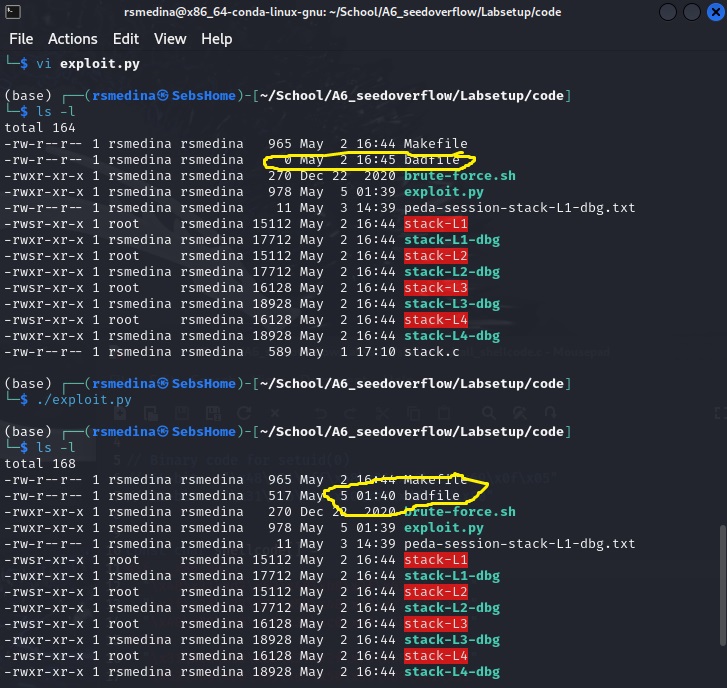 rsmedina@x86_64-conda-linux-gnu: ~/School/A6_seedoverflow/Labsetup/code
File Actions Edit View Help
└─$ vi exploit.py
(base) ┌──(rsmedina㉿SebsHome)-[~/School/A6_seedoverflow/Labsetup/code]
└─$ ls -l
total 164
-rw-r--r-- 1 rsmedina rsmedina 965 May 2 16:44 Makefile
-rw-r--r-- 1 rsmedina rsmedina 0 May 2 16:45 badfile
-rwxr-xr-x 1 rsmedina rsmedina 270 Dec 22 2020 brute-force.sh
-rwxr-xr-x 1 rsmedina rsmedina 978 May 5 01:39 exploit.py
-rw-r--r-- 1 rsmedina rsmedina 11 May 3 14:39 peda-session-stack-L1-dbg.txt
-rwsr-xr-x 1 root rsmedina 15112 May 2 16:44 stack-L1
-rwxr-xr-x 1 rsmedina rsmedina 17712 May 2 16:44 stack-L1-dbg
-rwsr-xr-x 1 root rsmedina 15112 May 2 16:44 stack-L2
-rwxr-xr-x 1 rsmedina rsmedina 17712 May 2 16:44 stack-L2-dbg
-rwsr-xr-x 1 root rsmedina 16128 May 2 16:44 stack-L3
-rwxr-xr-x 1 rsmedina rsmedina 18928 May 2 16:44 stack-L3-dbg
-rwsr-xr-x 1 root rsmedina 16128 May 2 16:44 stack-L4
-rwxr-xr-x 1 rsmedina rsmedina 18928 May 2 16:44 stack-L4-dbg
-rw-r--r-- 1 rsmedina rsmedina 589 May 1 17:10 stack.c
(base) ┌──(rsmedina㉿SebsHome)-[~/School/A6_seedoverflow/Labsetup/code]
└─$ ./exploit.py
(base) ┌──(rsmedina㉿SebsHome)-[~/School/A6_seedoverflow/Labsetup/code]
└─$ ls -l
total 168
-rw-r--r-- 1 rsmedina rsmedina 965 May 2 16:44 Makefile
-rw-r--r-- 1 rsmedina rsmedina 517 May 5 01:40 badfile
-rwxr-xr-x 1 rsmedina rsmedina 270 Dec 22 2020 brute-force.sh
-rwxr-xr-x 1 rsmedina rsmedina 978 May 5 01:39 exploit.py
-rw-r--r-- 1 rsmedina rsmedina 11 May 3 14:39 peda-session-stack-L1-dbg.txt
-rwsr-xr-x 1 root rsmedina 15112 May 2 16:44 stack-L1
-rwxr-xr-x 1 rsmedina rsmedina 17712 May 2 16:44 stack-L1-dbg
-rwsr-xr-x 1 root rsmedina 15112 May 2 16:44 stack-L2
-rwxr-xr-x 1 rsmedina rsmedina 17712 May 2 16:44 stack-L2-dbg
-rwsr-xr-x 1 root rsmedina 16128 May 2 16:44 stack-L3
-rwxr-xr-x 1 rsmedina rsmedina 18928 May 2 16:44 stack-L3-dbg
-rwsr-xr-x 1 root rsmedina 16128 May 2 16:44 stack-L4
-rwxr-xr-x 1 rsmedina rsmedina 18928 May 2 16:44 stack-L4-dbg